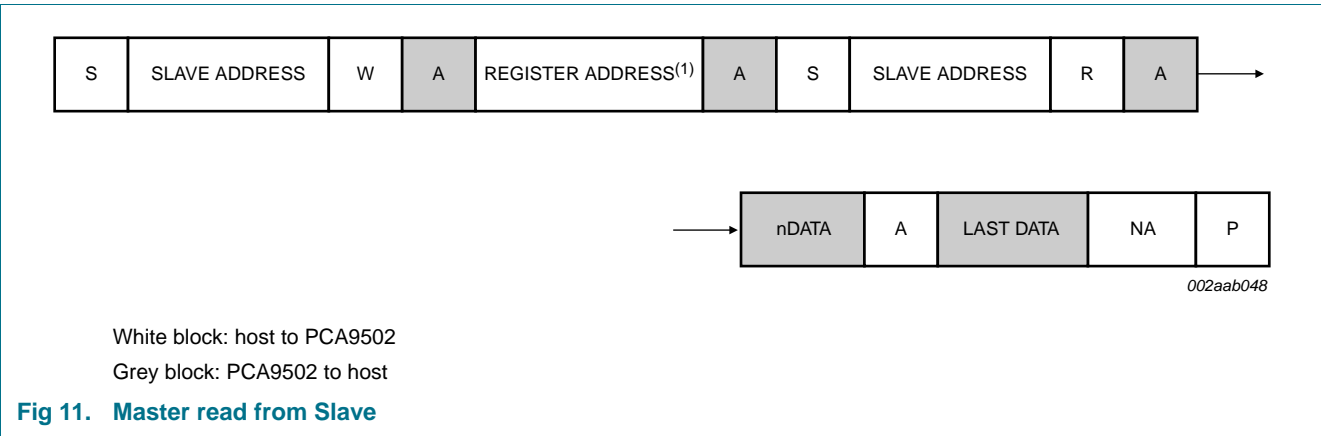 S SLAVE ADDRESS W A REGISTER ADDRESS(1) A S SLAVE ADDRESS R A
nDATA A LAST DATA NA P
002aab048
White block: host to PCA9502
Grey block: PCA9502 to host
Fig 11. Master read from Slave